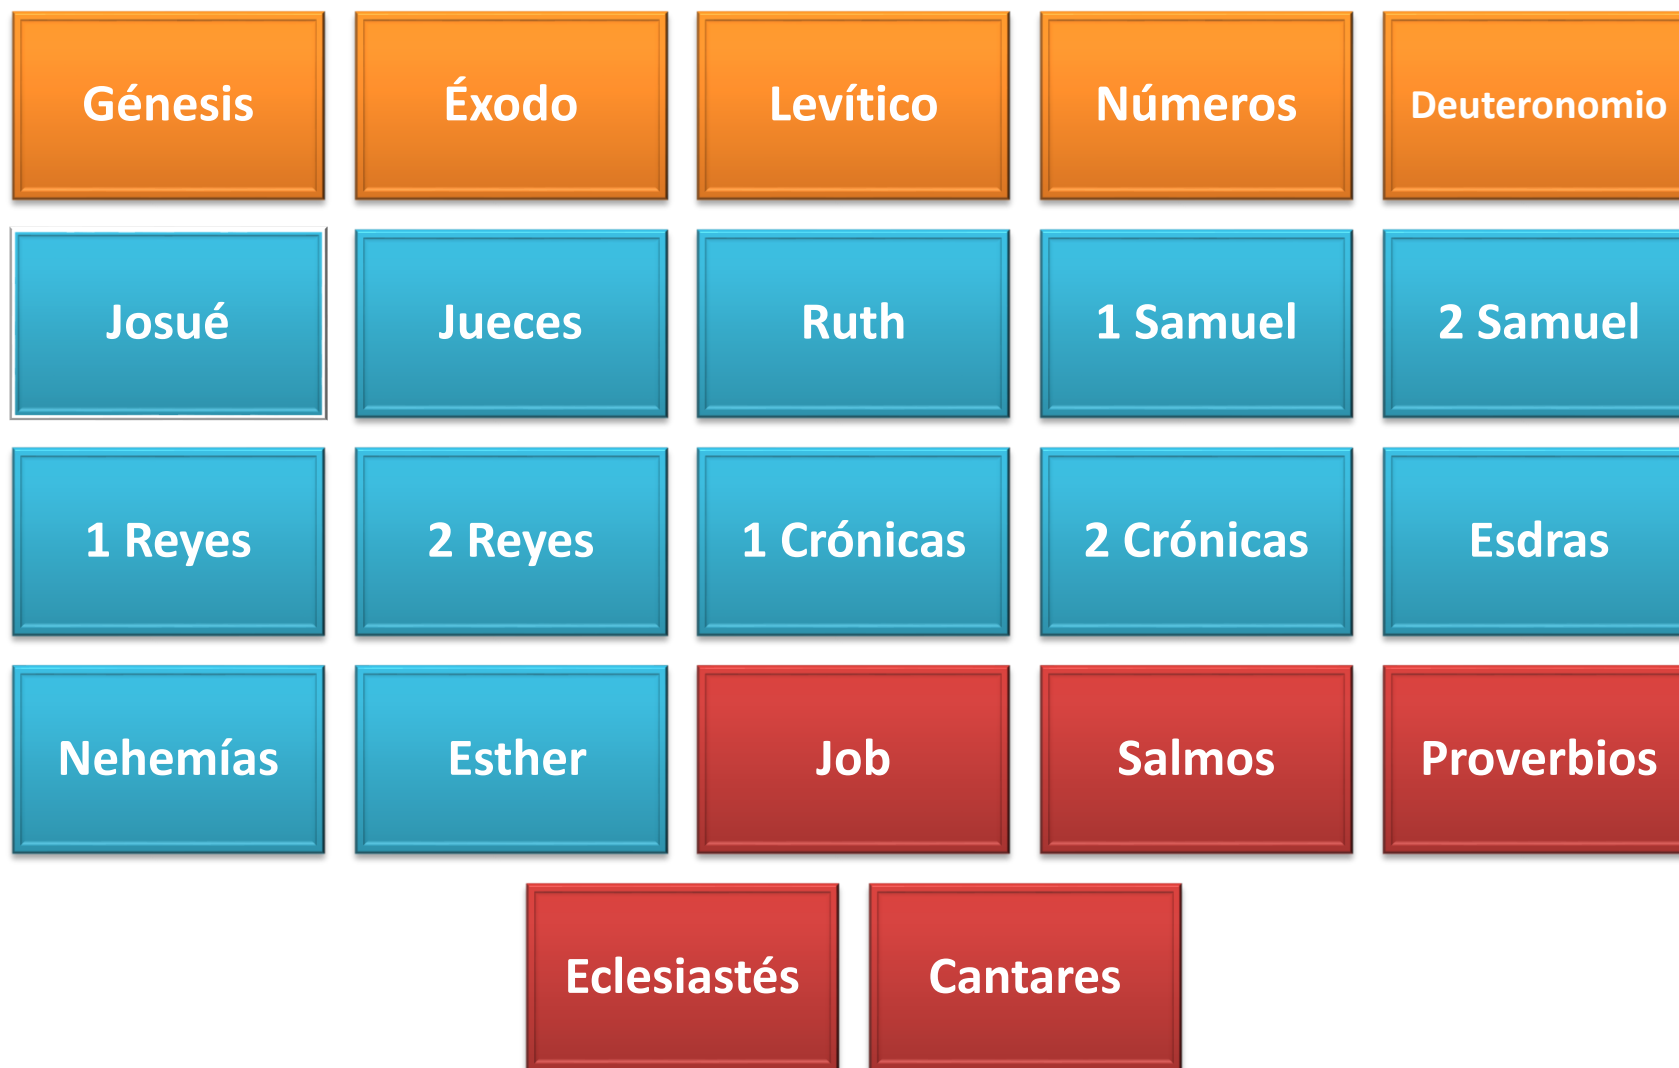 Génesis
Éxodo
Levítico
Números
Deuteronomio
Josué
Jueces
Ruth
1 Samuel
2 Samuel
1 Reyes
2 Reyes
1 Crónicas
2 Crónicas
Esdras
Nehemías
Esther
Job
Salmos
Proverbios
Eclesiastés
Cantares